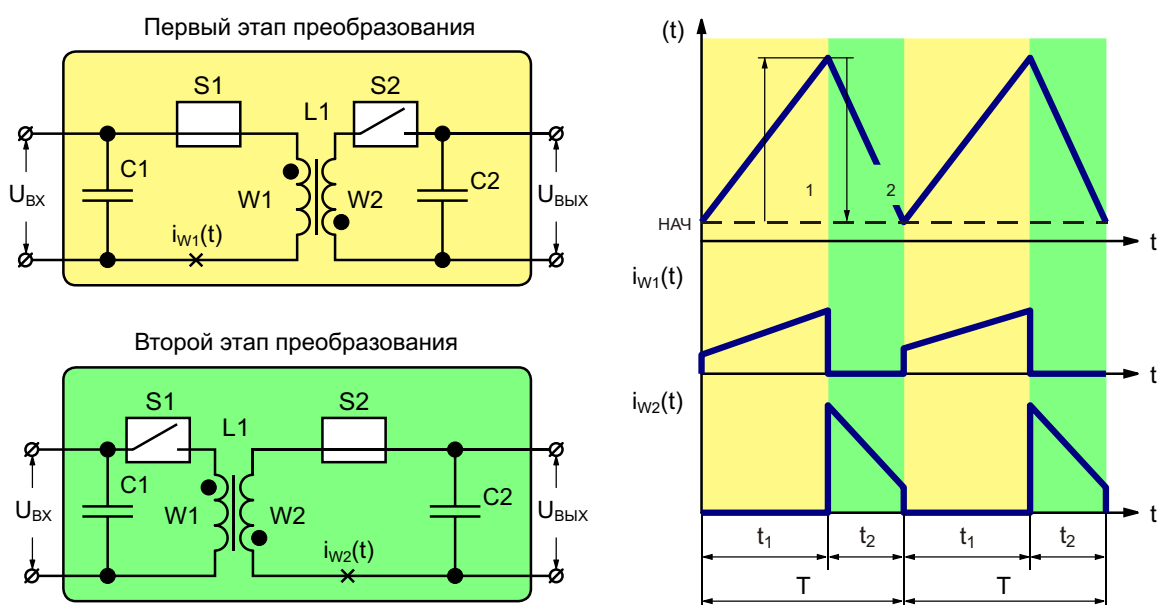 Первый этап преобразования
S1
S2
L1
C1
W1
W2
C2
UВХ
UВЫХ
iW1(t)
Второй этап преобразования
S1
S2
L1
C1
W1
W2
C2
UВХ
UВЫХ
iW2(t)
(t)
1
2
НАЧ
t
iW1(t)
t
iW2(t)
t
t1
t2
t1
t2
T
T